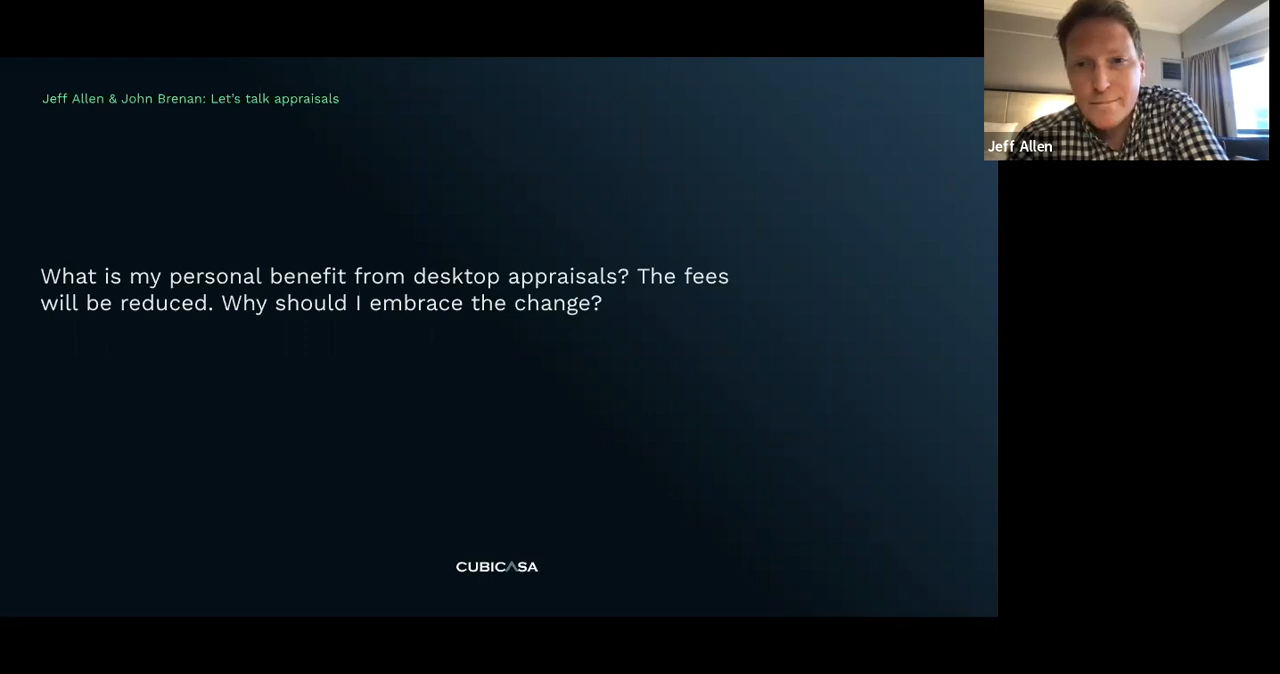 Jeff Allen & John Brenan: Let's talk appraisals
Jeff Allen
What is my personal benefit from desktop appraisals? The fees
will be reduced. Why should I embrace the change?
CUBICASA